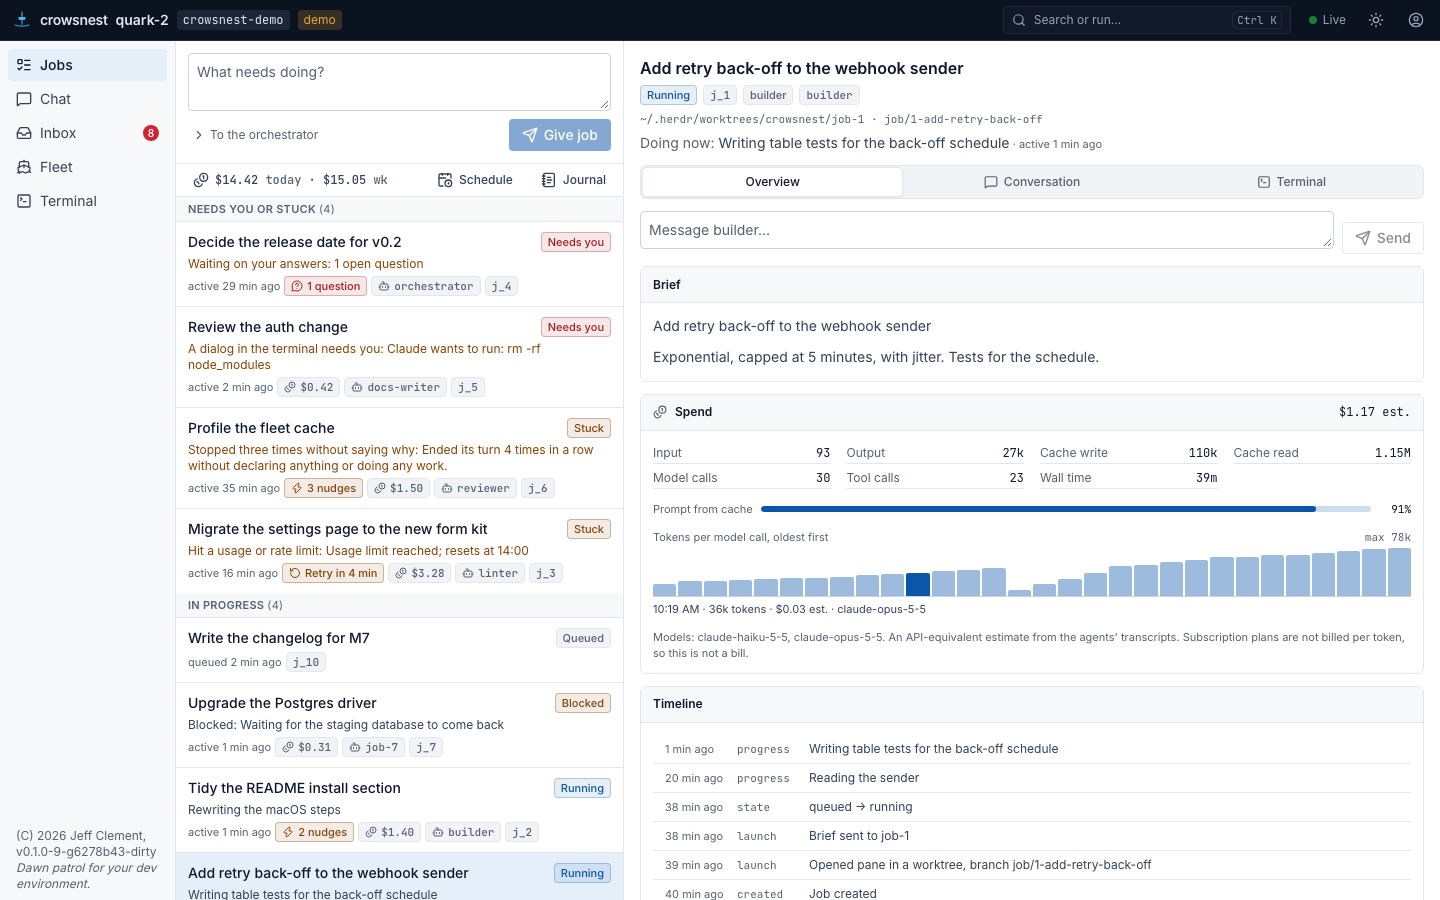 crowsnest quark-2 crowsnest-demo demo
Search or run... Ctrl K Live
Jobs
Chat
Inbox 8
Fleet
Terminal
(C) 2026 Jeff Clement,
v0.1.0-9-g6278b43-dirty
Dawn patrol for your dev
environment.
What needs doing?
To the orchestrator Give job
$14.42 today · $15.05 wk Schedule Journal
NEEDS YOU OR STUCK (4)
Decide the release date for v0.2 Needs you
Waiting on your answers: 1 open question
active 29 min ago 1 question orchestrator j_4
Review the auth change Needs you
A dialog in the terminal needs you: Claude wants to run: rm -rf
node_modules
active 2 min ago $0.42 docs-writer j_5
Profile the fleet cache Stuck
Stopped three times without saying why: Ended its turn 4 times in a row
without declaring anything or doing any work.
active 35 min ago 3 nudges $1.50 reviewer j_6
Migrate the settings page to the new form kit Stuck
Hit a usage or rate limit: Usage limit reached; resets at 14:00
active 16 min ago Retry in 4 min $3.28 linter j_3
IN PROGRESS (4)
Write the changelog for M7 Queued
queued 2 min ago j_10
Upgrade the Postgres driver Blocked
Blocked: Waiting for the staging database to come back
active 1 min ago $0.31 job-7 j_7
Tidy the README install section Running
Rewriting the macOS steps
active 1 min ago 2 nudges $1.40 builder j_2
Add retry back-off to the webhook sender Running
Writing table tests for the back-off schedule
Add retry back-off to the webhook sender
Running j_1 builder builder
~/.herdr/worktrees/crowsnest/job-1 · job/1-add-retry-back-off
Doing now: Writing table tests for the back-off schedule · active 1 min ago
Overview Conversation Terminal
Message builder... Send
Brief
Add retry back-off to the webhook sender
Exponential, capped at 5 minutes, with jitter. Tests for the schedule.
Spend $1.17 est.
Input 93 Output 27k Cache write 110k Cache read 1.15M
Model calls 30 Tool calls 23 Wall time 39m
Prompt from cache 91%
Tokens per model call, oldest first max 78k
10:19 AM · 36k tokens · $0.03 est. · claude-opus-5-5
Models: claude-haiku-5-5, claude-opus-5-5. An API-equivalent estimate from the agents' transcripts. Subscription plans are not billed per token,
so this is not a bill.
Timeline
1 min ago progress Writing table tests for the back-off schedule
20 min ago progress Reading the sender
38 min ago state queued → running
38 min ago launch Brief sent to job-1
39 min ago launch Opened pane in a worktree, branch job/1-add-retry-back-off
40 min ago created Job created